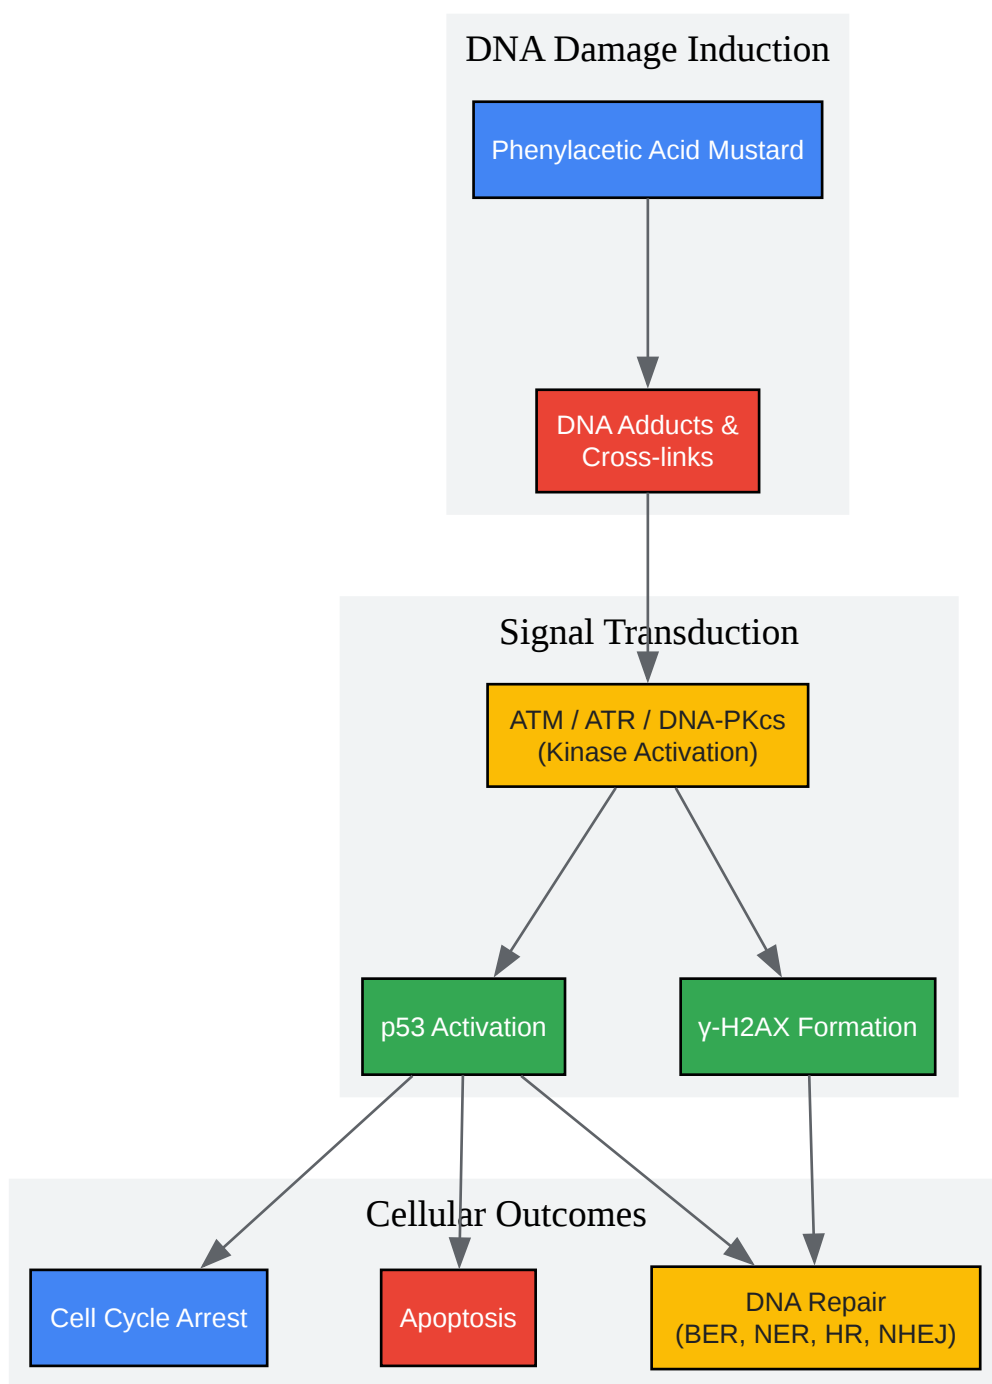 DNA Damage Induction
Phenylacetic Acid Mustard
DNA Adducts &
Cross-links
Signal Transduction
ATM / ATR / DNA-PKcs
(Kinase Activation)
p53 Activation
γ-H2AX Formation
Cellular Outcomes
Cell Cycle Arrest
Apoptosis
DNA Repair
(BER, NER, HR, NHEJ)